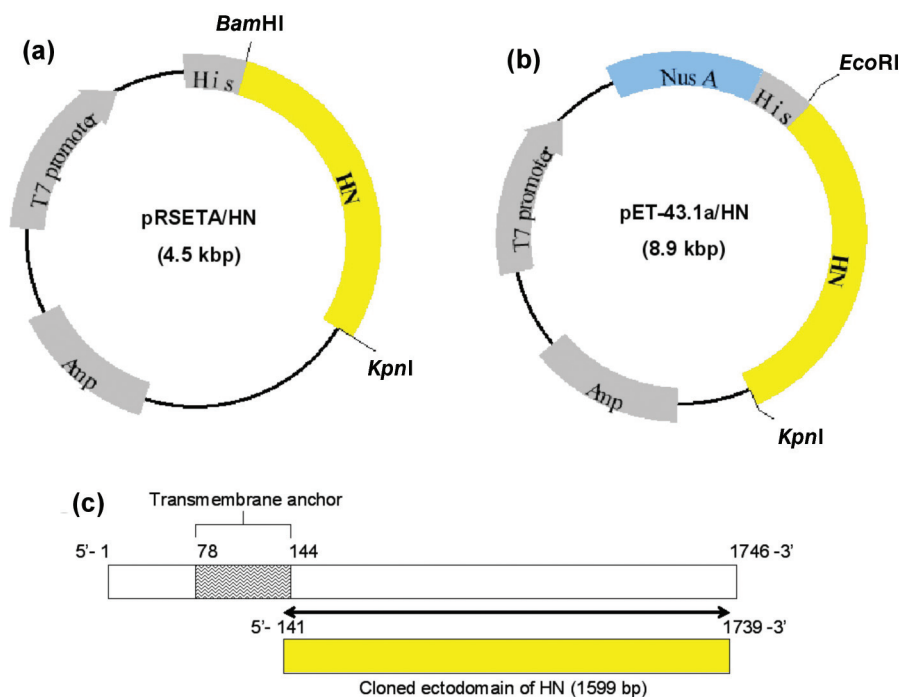 (a)
BamHI
His
T7 promoter
HN
pRSETA/HN
(4.5 kbp)
Amp
KpnI
(b)
EcoRI
Nus A
His
T7 promoter
HN
pET-43.1a/HN
(8.9 kbp)
Amp
KpnI
(c)
Transmembrane anchor
5'- 1 78 144 1746 -3'
5'- 141 1739 -3'
Cloned ectodomain of HN (1599 bp)